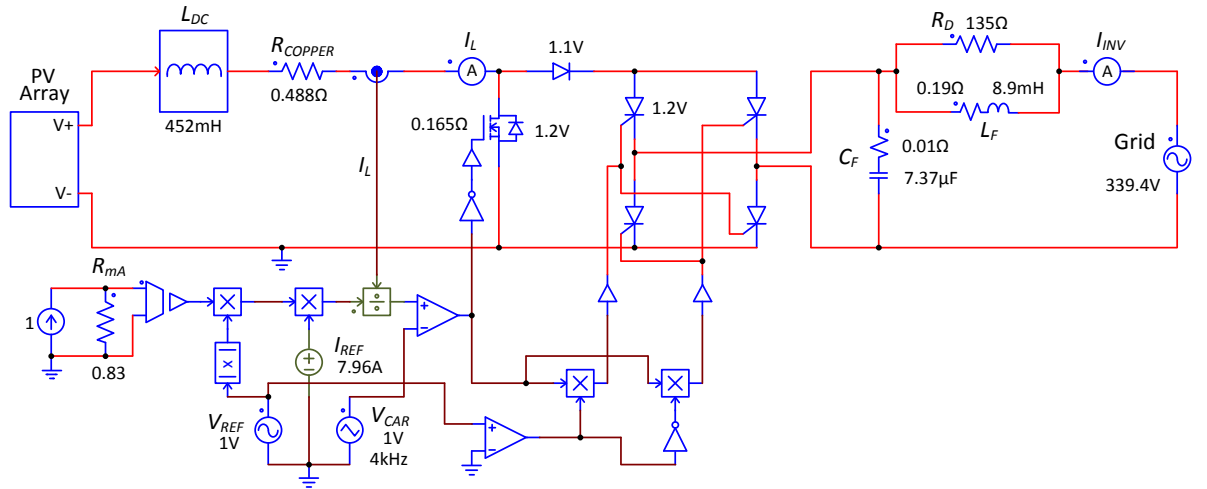 L_DC
R_COPPER
I_L
1.1V
R_D 135Ω
I_INV
PV
Array
V+
V-
A
A
0.488Ω
452mH
0.165Ω
1.2V
1.2V
0.19Ω 8.9mH
L_F
C_F
0.01Ω
7.37µF
Grid
339.4V
I_L
R_mA
1
0.83
×
×
÷
+
−
|x|
+
−
I_REF
7.96A
×
×
V_REF
1V
V_CAR
1V
4kHz
+
−